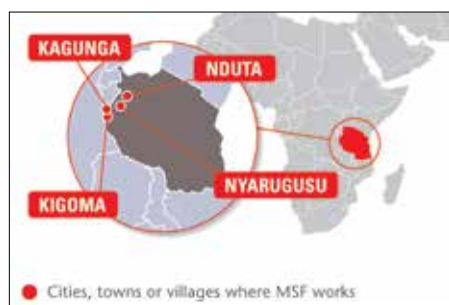 KAGUNGA
NDUTA
NYARUGUSU
KIGOMA
Cities, towns or villages where MSF works